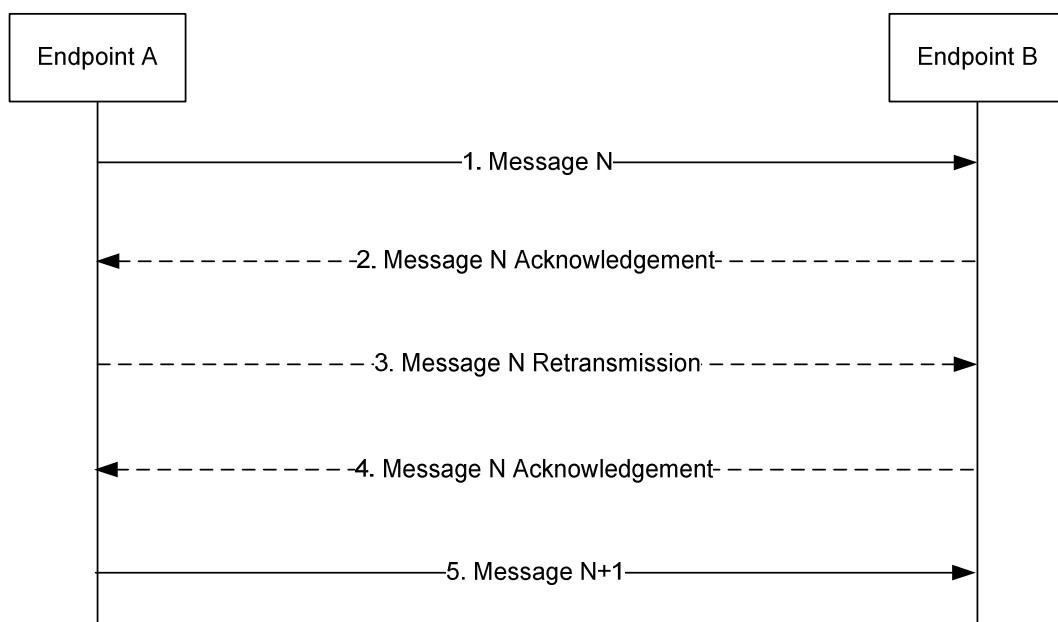 Endpoint A
Endpoint B
1. Message N
2. Message N Acknowledgement
3. Message N Retransmission
4. Message N Acknowledgement
5. Message N+1